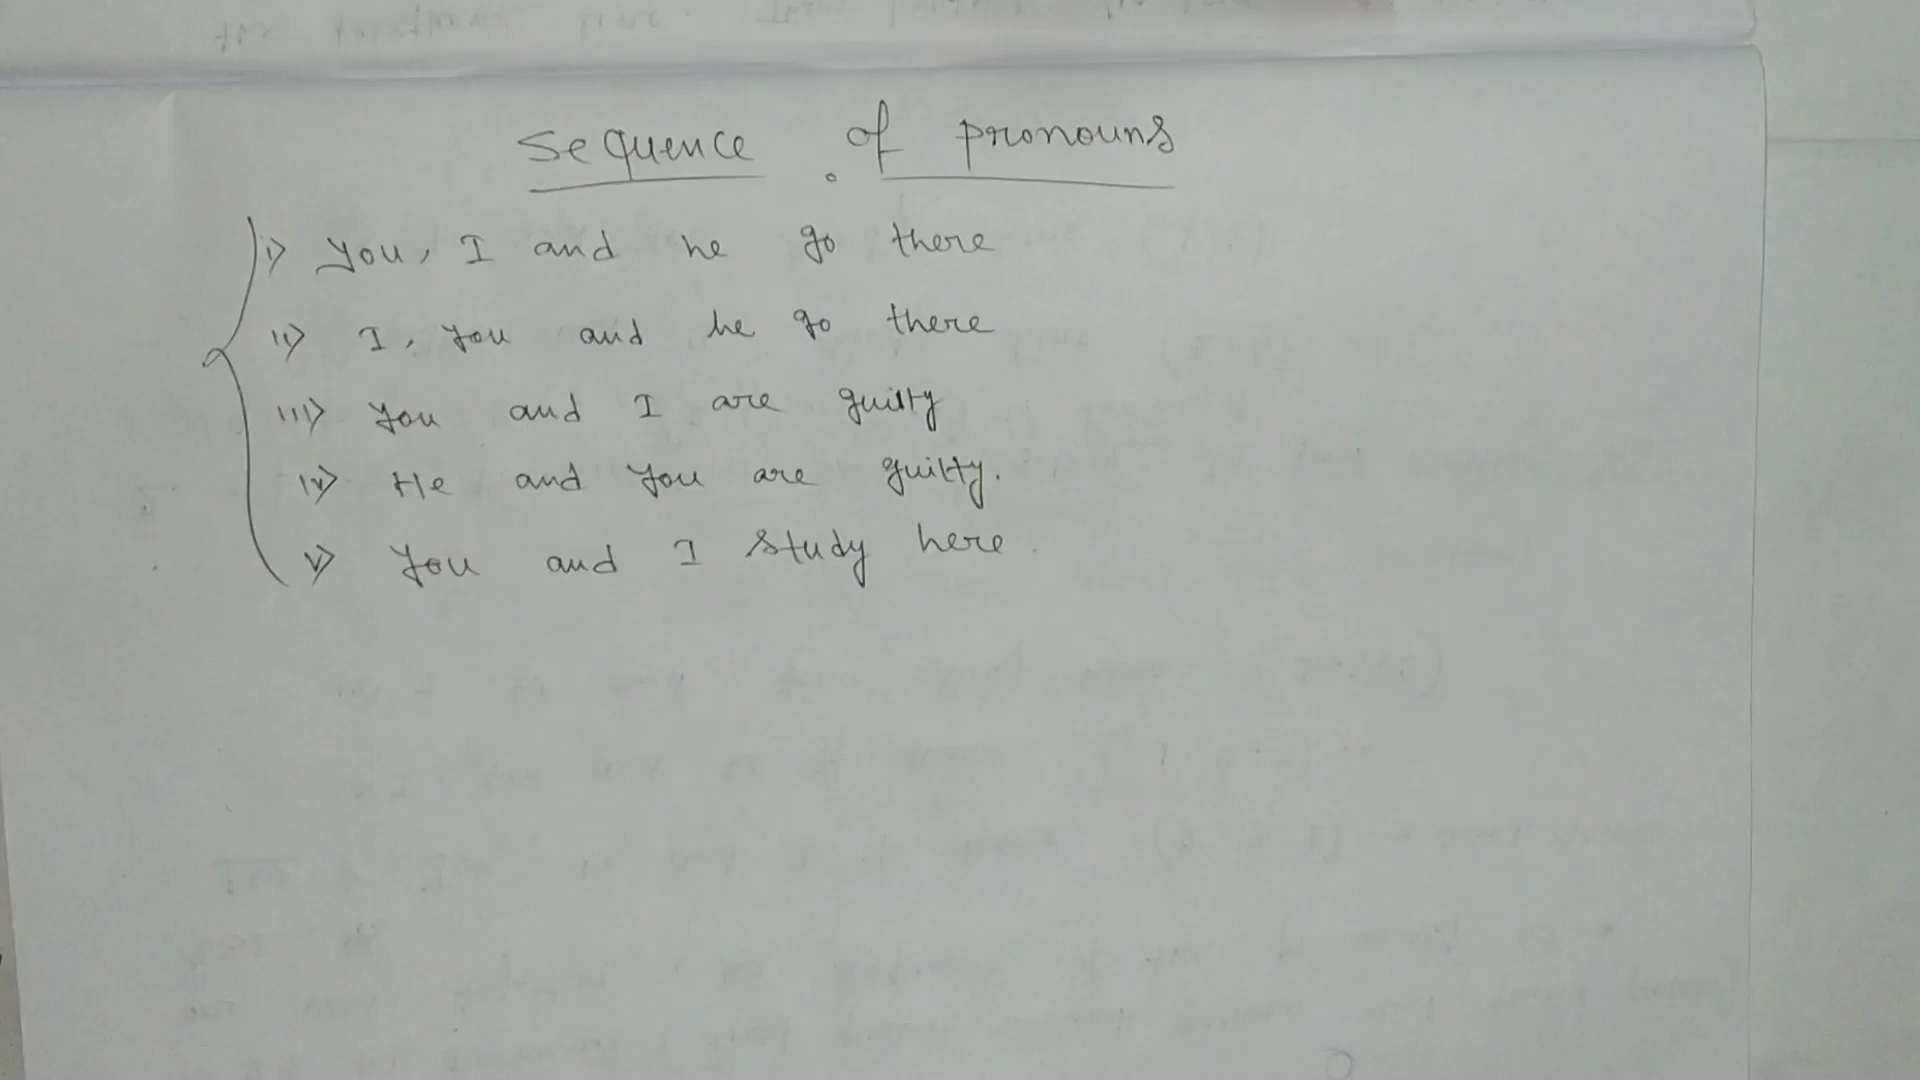 Sequence of pronouns
i) You, I and he go there
ii) I, you and he go there
iii) You and I are guilty
iv) He and you are guilty.
v) You and I study here.